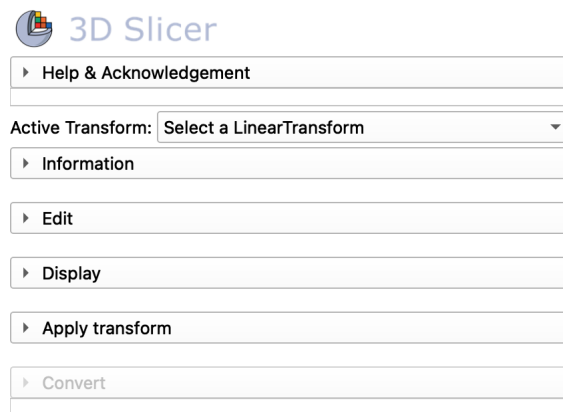 3D Slicer
Help & Acknowledgement
Active Transform: Select a LinearTransform
Information
Edit
Display
Apply transform
Convert